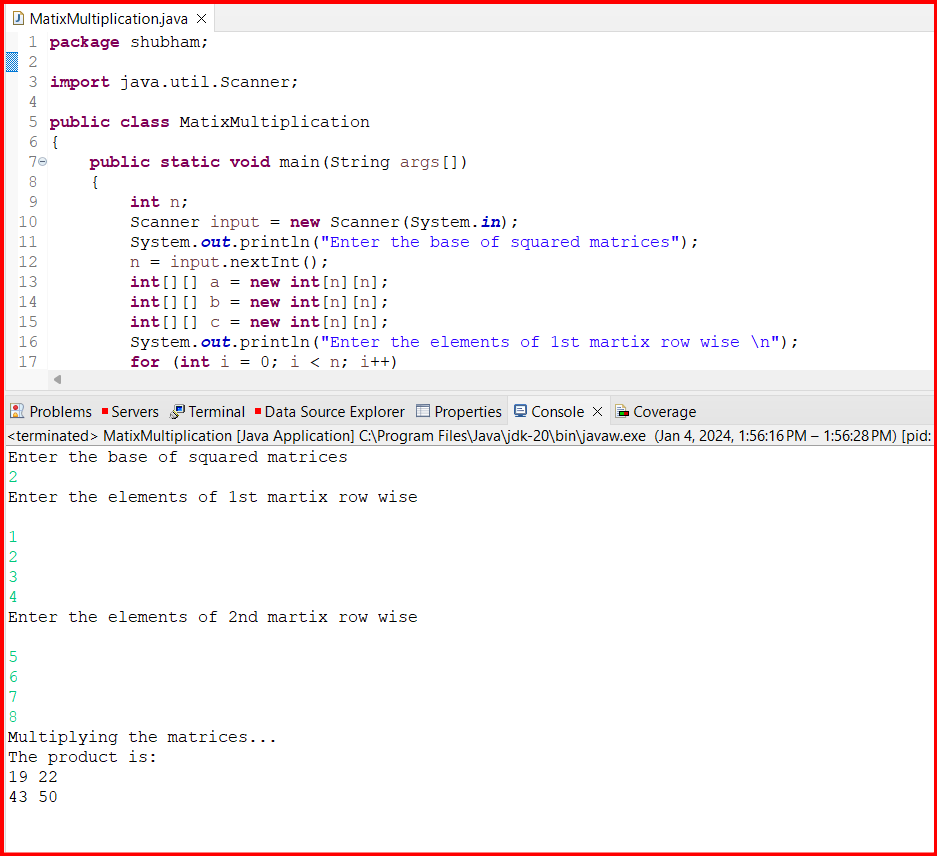 MatixMultiplication.java
1 package shubham;
2
3 import java.util.Scanner;
4
5 public class MatixMultiplication
6 {
7 public static void main(String args[])
8 {
9 int n;
10 Scanner input = new Scanner(System.in);
11 System.out.println("Enter the base of squared matrices");
12 n = input.nextInt();
13 int[][] a = new int[n][n];
14 int[][] b = new int[n][n];
15 int[][] c = new int[n][n];
16 System.out.println("Enter the elements of 1st martix row wise \n");
17 for (int i = 0; i < n; i++)
Problems Servers Terminal Data Source Explorer Properties Console Coverage
<terminated> MatixMultiplication [Java Application] C:\Program Files\Java\jdk-20\bin\javaw.exe (Jan 4, 2024, 1:56:16 PM – 1:56:28 PM) [pid:
Enter the base of squared matrices
2
Enter the elements of 1st martix row wise
1
2
3
4
Enter the elements of 2nd martix row wise
5
6
7
8
Multiplying the matrices...
The product is:
19 22
43 50